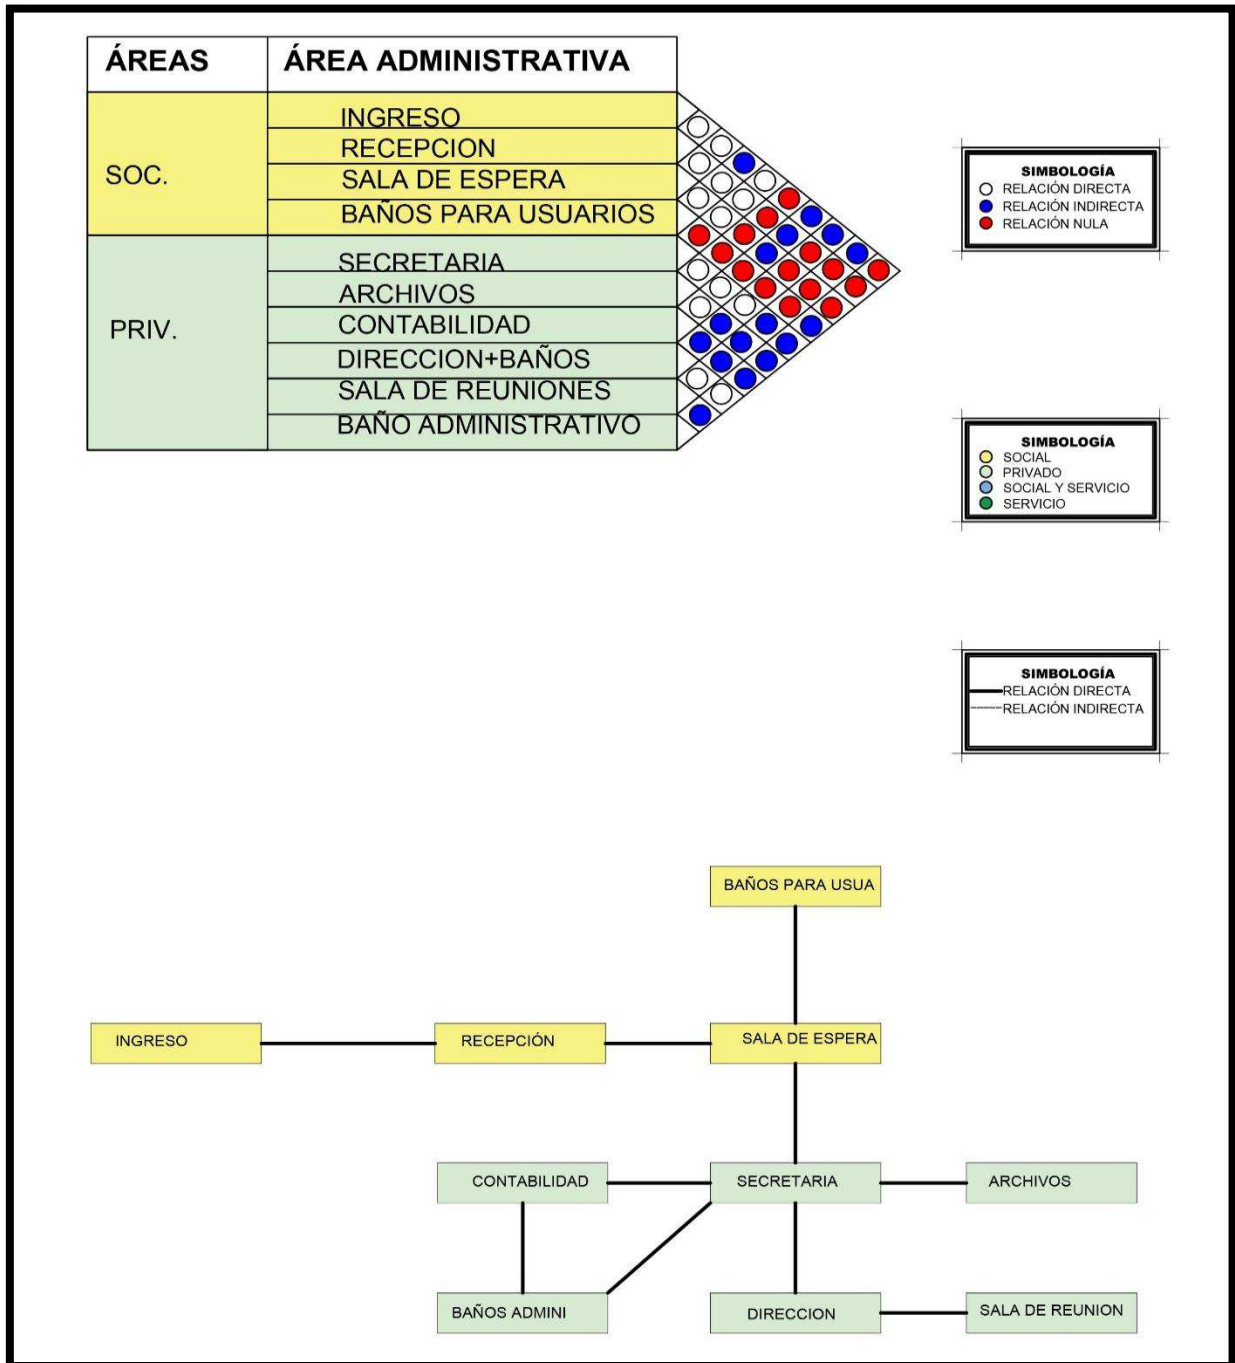 ÁREAS ÁREA ADMINISTRATIVA
SOC.
INGRESO
RECEPCION
SALA DE ESPERA
BAÑOS PARA USUARIOS
PRIV.
SECRETARIA
ARCHIVOS
CONTABILIDAD
DIRECCION+BAÑOS
SALA DE REUNIONES
BAÑO ADMINISTRATIVO
SIMBOLOGÍA
RELACIÓN DIRECTA
RELACIÓN INDIRECTA
RELACIÓN NULA
SIMBOLOGÍA
SOCIAL
PRIVADO
SOCIAL Y SERVICIO
SERVICIO
SIMBOLOGÍA
RELACIÓN DIRECTA
RELACIÓN INDIRECTA
BAÑOS PARA USUA
INGRESO
RECEPCIÓN
SALA DE ESPERA
CONTABILIDAD
SECRETARIA
ARCHIVOS
BAÑOS ADMINI
DIRECCION
SALA DE REUNION